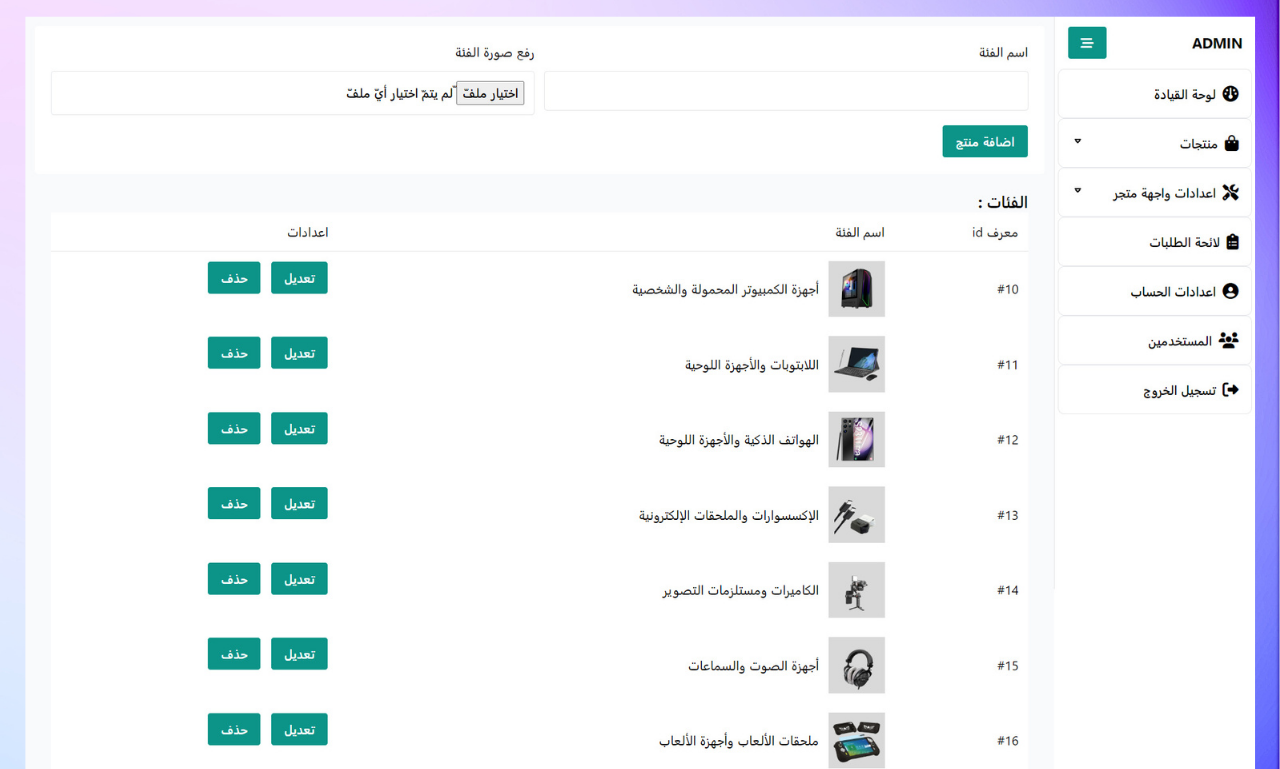 ADMIN
لوحة القيادة
منتجات
اعدادات واجهة متجر
لائحة الطلبات
اعدادات الحساب
المستخدمين
تسجيل الخروج
اسم الفئة
رفع صورة الفئة
اختيار ملفّ لم يتمّ اختيار أيّ ملفّ
اضافة منتج
الفئات :
معرف id اسم الفئة اعدادات
#10 أجهزة الكمبيوتر المحمولة والشخصية تعديل حذف
#11 اللابتوبات والأجهزة اللوحية تعديل حذف
#12 الهواتف الذكية والأجهزة اللوحية تعديل حذف
#13 الإكسسوارات والملحقات الإلكترونية تعديل حذف
#14 الكاميرات ومستلزمات التصوير تعديل حذف
#15 أجهزة الصوت والسماعات تعديل حذف
#16 ملحقات الألعاب وأجهزة الألعاب تعديل حذف